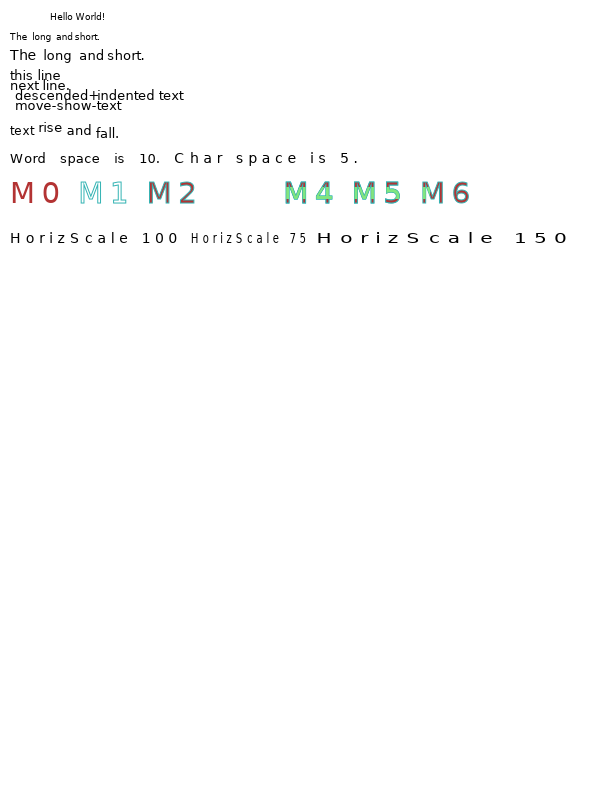 Hello World!
The long and short.
The long and short.
this line
next line.
descended+indented text
move-show-text
text rise and fall.
Word space is 10. Char space is 5.
M0 M1 M2 M4 M5 M6
HorizScale 100 HorizScale 75 HorizScale 150